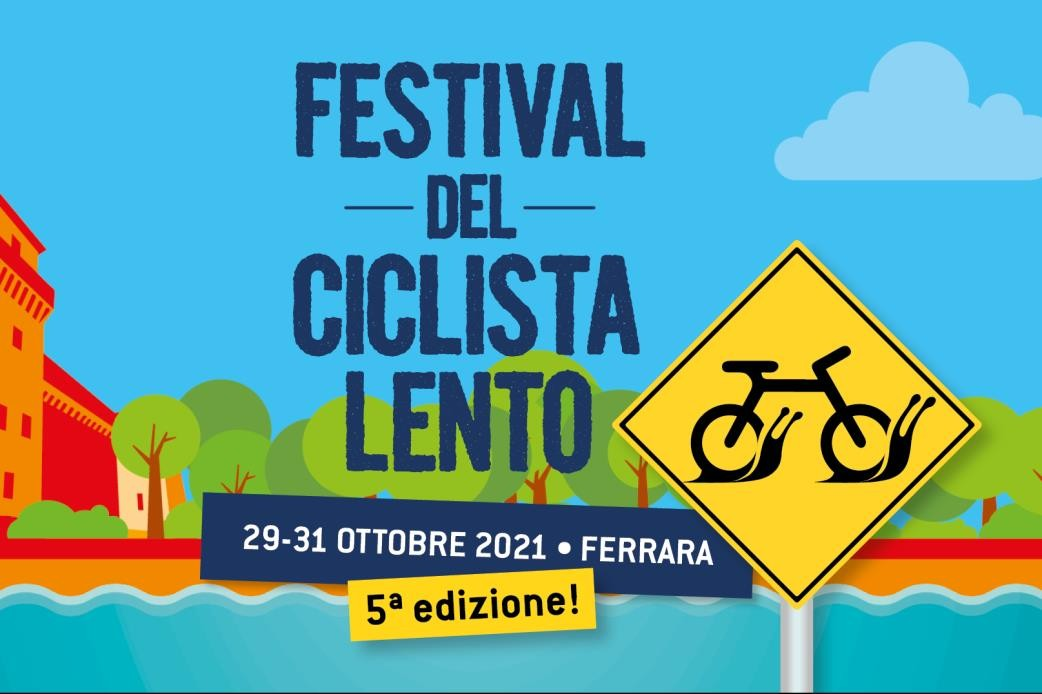 FESTIVAL
DEL
CICLISTA
LENTO
29-31 OTTOBRE 2021 • FERRARA
5ª edizione!